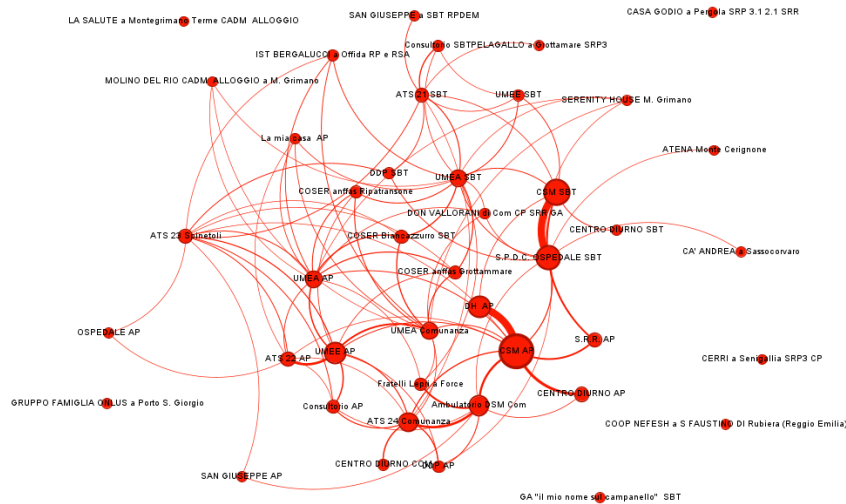 SAN GIUSEPPE a SBT RPDEM
CASA GODIO a Pergola SRP 3.1 2.1 SRR
LA SALUTE a Montegrimano Terme CADM ALLOGGIO
Consultorio SBTPELAGALLO a Grottamare SRP3
IST BERGALUCCI a Offida RP e RSA
MOLINO DEL RIO CADM ALLOGGIO a M. Grimano
ATS 21 SBT
UMEE SBT
SERENITY HOUSE M. Grimano
La mia casa AP
ATENA Monte Cerignone
DDP SBT
UMEA SBT
COSER anffas Ripatransone
CSM SBT
DON VALLORANI di Com CP SRR GA
CENTRO DIURNO SBT
ATS 23 Spinetoli
COSER Biancazzurro SBT
CA' ANDREA a Sassocorvaro
S.P.D.C. OSPEDALE SBT
COSER anffas Grottammare
UMEA AP
DH AP
OSPEDALE AP
UMEA Comunanza
S.R.R. AP
UMEE AP
CSM AP
ATS 22 AP
CERRI a Senigallia SRP3 CP
Fratelli Lepri a Force
CENTRO DIURNO AP
GRUPPO FAMIGLIA ONLUS a Porto S. Giorgio
Consultorio AP
Ambulatorio DSM Com
ATS 24 Comunanza
COOP NEFESH a S FAUSTINO DI Rubiera (Reggio Emilia)
CENTRO DIURNO COM
DDP AP
SAN GIUSEPPE AP
GA "il mio nome sul campanello" SBT